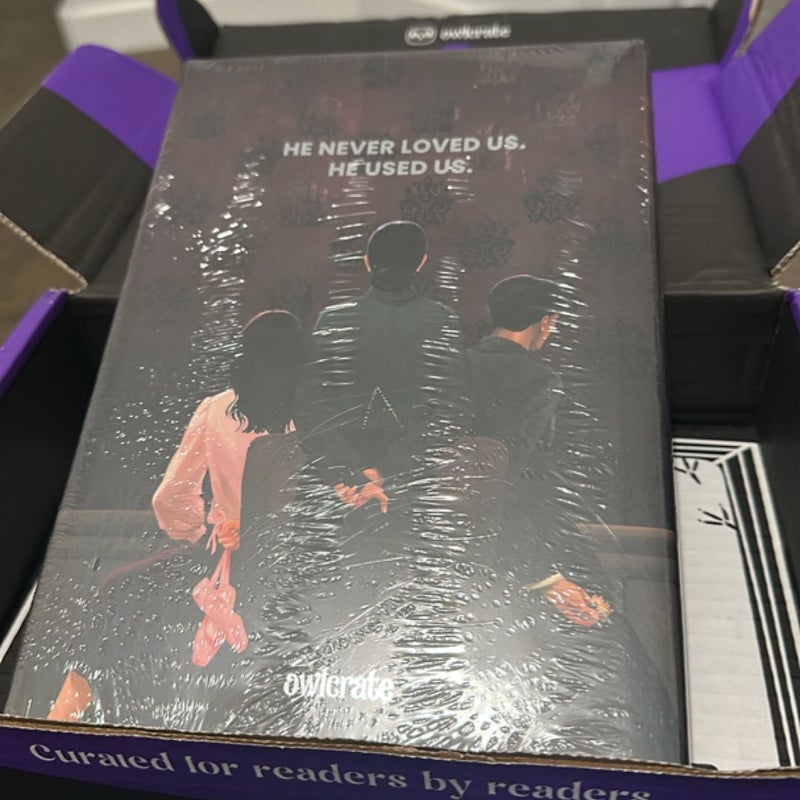 owlcrate
HE NEVER LOVED US.
HE USED US.
owlcrate
Curated for readers by readers